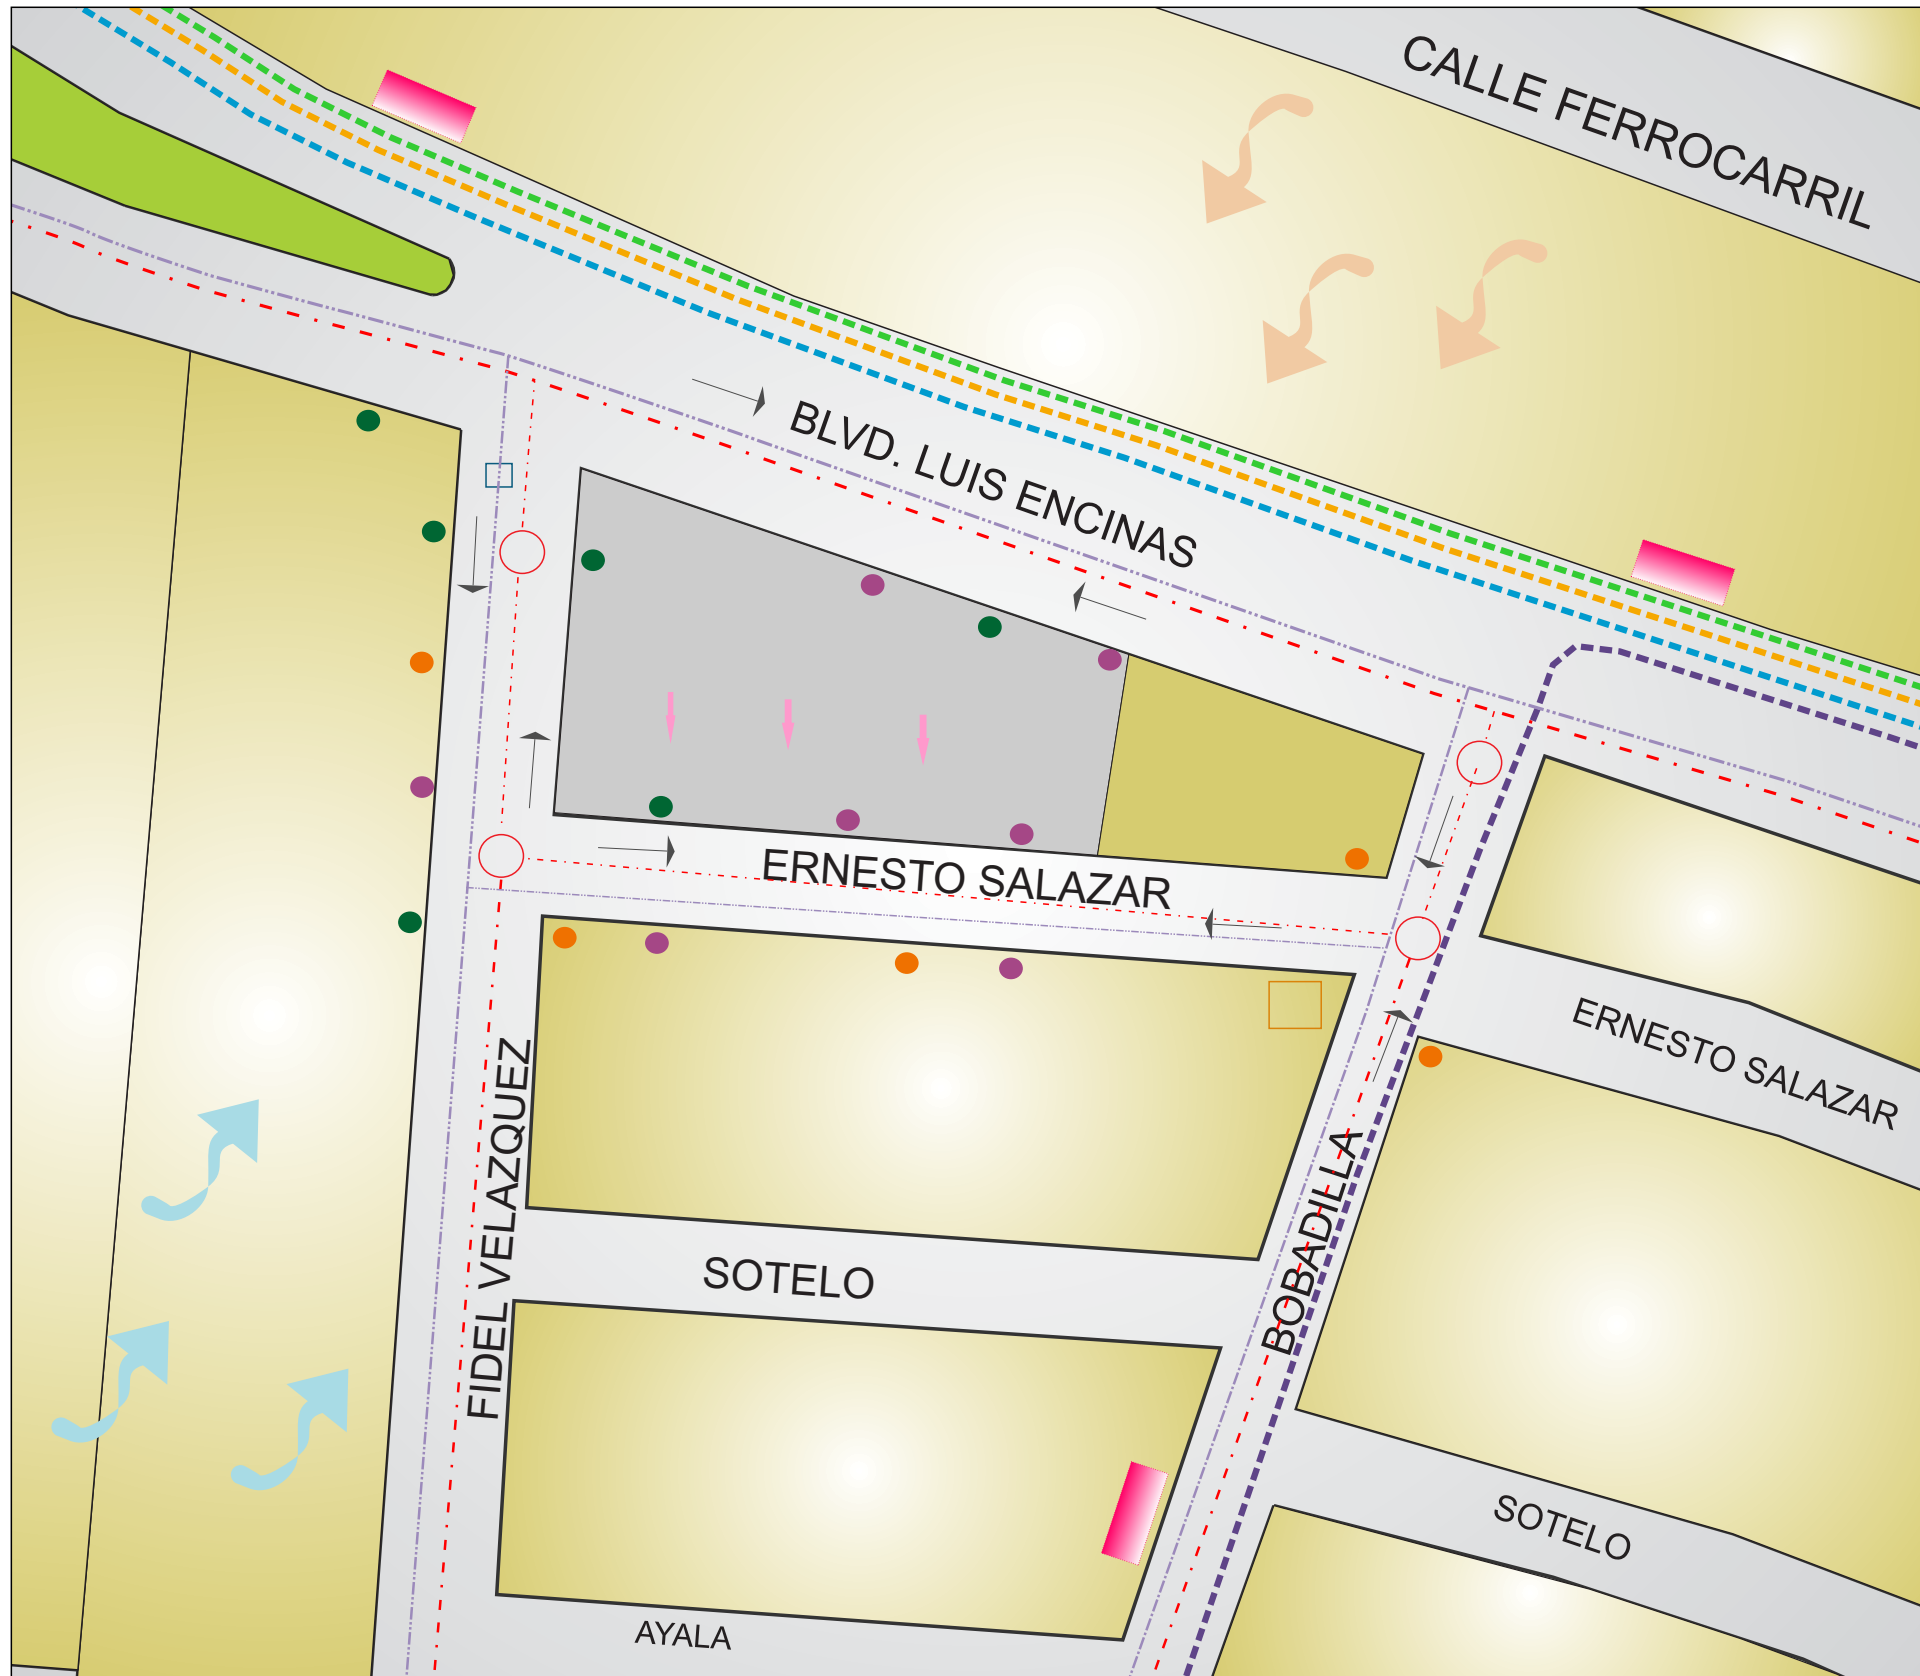 CALLE FERROCARRIL
BLVD. LUIS ENCINAS
ERNESTO SALAZAR
ERNESTO SALAZAR
FIDEL VELAZQUEZ
BOBADILLA
SOTELO
SOTELO
AYALA